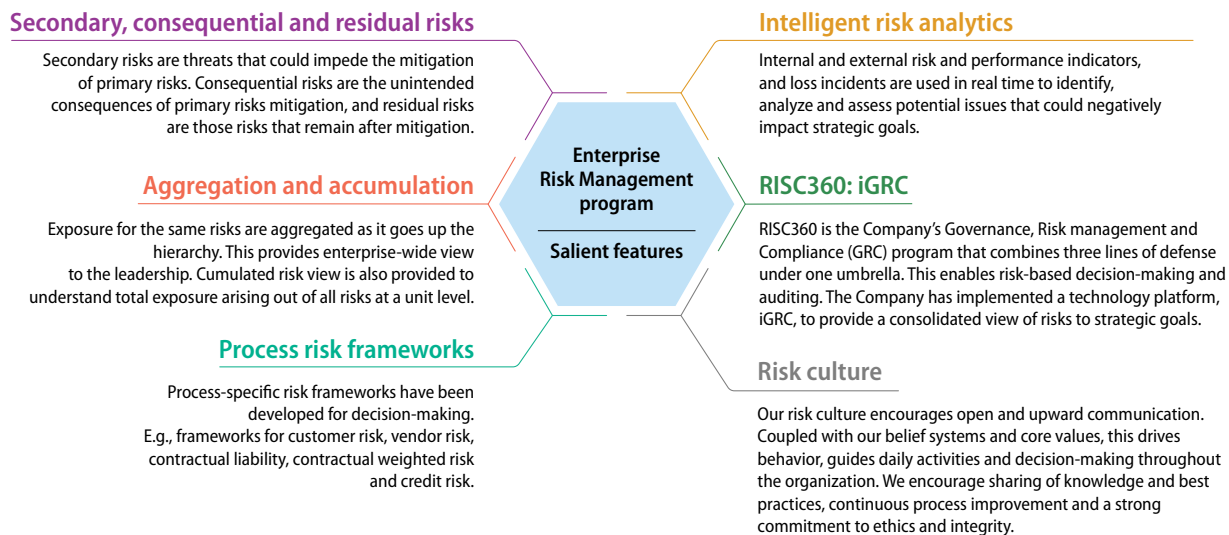 Secondary, consequential and residual risks
Secondary risks are threats that could impede the mitigation
of primary risks. Consequential risks are the unintended
consequences of primary risks mitigation, and residual risks
are those risks that remain after mitigation.
Aggregation and accumulation
Exposure for the same risks are aggregated as it goes up the
hierarchy. This provides enterprise-wide view
to the leadership. Cumulated risk view is also provided to
understand total exposure arising out of all risks at a unit level.
Process risk frameworks
Process-specific risk frameworks have been
developed for decision-making.
E.g., frameworks for customer risk, vendor risk,
contractual liability, contractual weighted risk
and credit risk.
Enterprise
Risk Management
program
Salient features
Intelligent risk analytics
Internal and external risk and performance indicators,
and loss incidents are used in real time to identify,
analyze and assess potential issues that could negatively
impact strategic goals.
RISC360: iGRC
RISC360 is the Company’s Governance, Risk management and
Compliance (GRC) program that combines three lines of defense
under one umbrella. This enables risk-based decision-making and
auditing. The Company has implemented a technology platform,
iGRC, to provide a consolidated view of risks to strategic goals.
Risk culture
Our risk culture encourages open and upward communication.
Coupled with our belief systems and core values, this drives
behavior, guides daily activities and decision-making throughout
the organization. We encourage sharing of knowledge and best
practices, continuous process improvement and a strong
commitment to ethics and integrity.